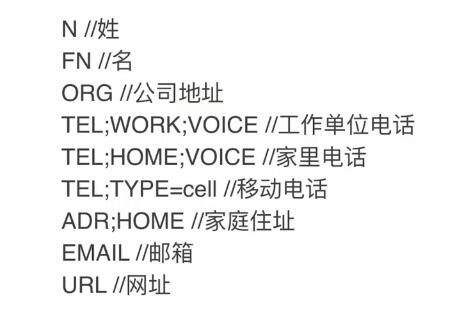 N //姓
FN //名
ORG //公司地址
TEL;WORK;VOICE //工作单位电话
TEL;HOME;VOICE //家里电话
TEL;TYPE=cell //移动电话
ADR;HOME //家庭住址
EMAIL //邮箱
URL //网址